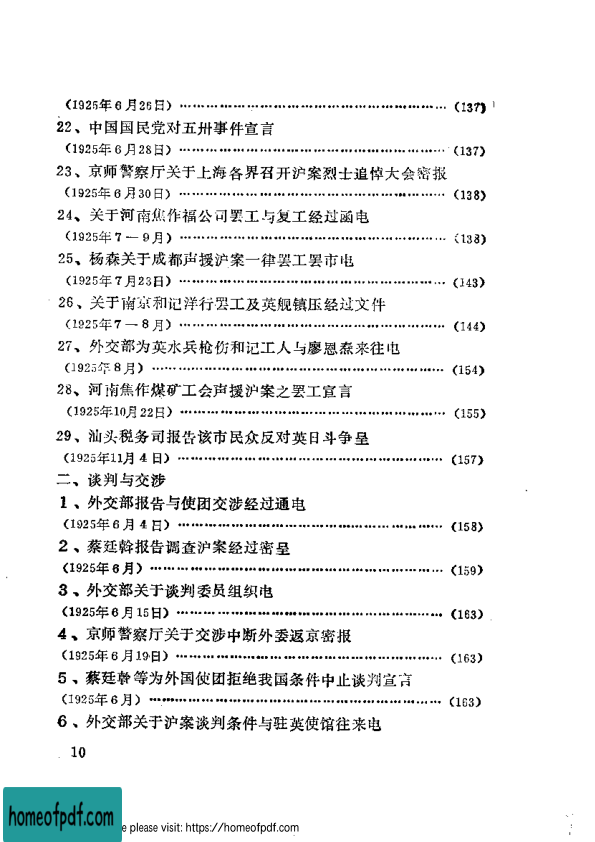 (1925年6月26日) …………………………………………… (137)
22、中国国民党对五卅事件宣言
(1925年6月28日) …………………………………………… (137)
23、京师警察厅关于上海各界召开沪案烈士追悼大会密报
(1925年6月30日) …………………………………………… (138)
24、关于河南焦作福公司罢工与复工经过函电
(1925年7—9月) …………………………………………… (138)
25、杨森关于成都声援沪案一律罢工罢市电
(1925年7月23日) …………………………………………… (143)
26、关于南京和记洋行罢工及英舰镇压经过文件
(1925年7—8月) …………………………………………… (144)
27、外交部为英水兵枪伤和记工人与廖恩焘来往电
(1925年8月) …………………………………………… (154)
28、河南焦作煤矿工会声援沪案之罢工宣言
(1925年10月22日) …………………………………………… (155)
29、汕头税务司报告该市民众反对英日斗争呈
(1925年11月4日) …………………………………………… (157)
二、谈判与交涉
1、外交部报告与使团交涉经过通电
(1925年6月4日) …………………………………………… (158)
2、蔡廷幹报告调查沪案经过密呈
(1925年6月) …………………………………………… (159)
3、外交部关于谈判委员组织电
(1925年6月15日) …………………………………………… (163)
4、京师警察厅关于交涉中断外委返京密报
(1925年6月19日) …………………………………………… (163)
5、蔡廷幹等为外国使团拒绝我国条件中止谈判宣言
(1925年6月) …………………………………………… (163)
6、外交部关于沪案谈判条件与驻英使馆往来电
10
homeofpdf.com
e please visit: https://homeofpdf.com